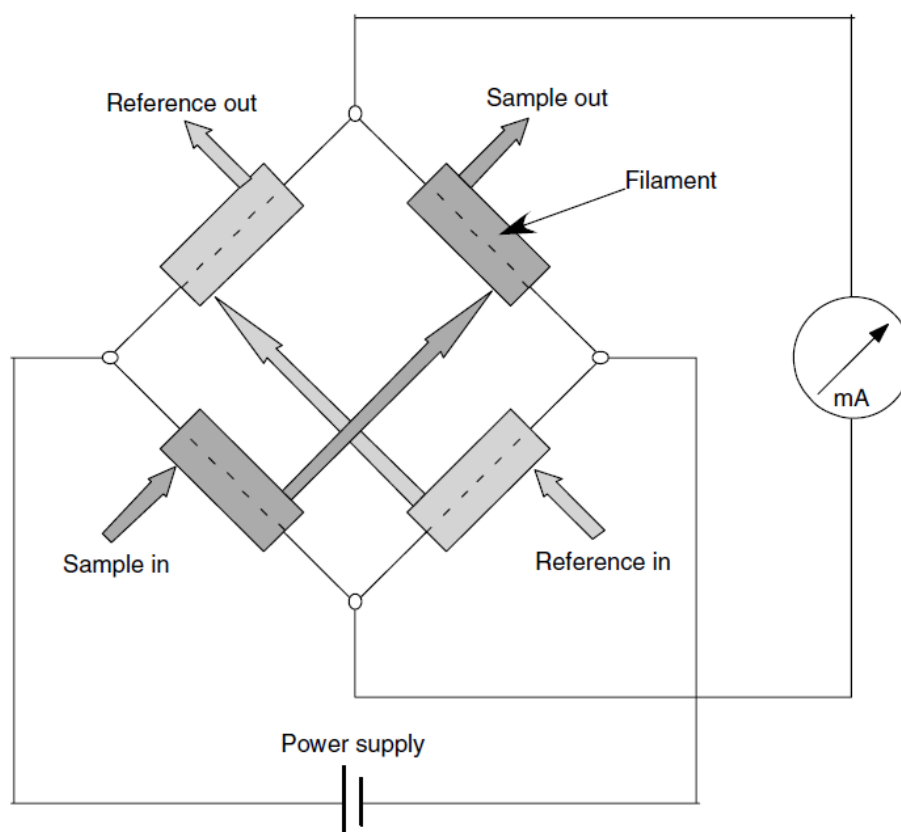 Reference out
Sample out
Filament
mA
Sample in
Reference in
Power supply